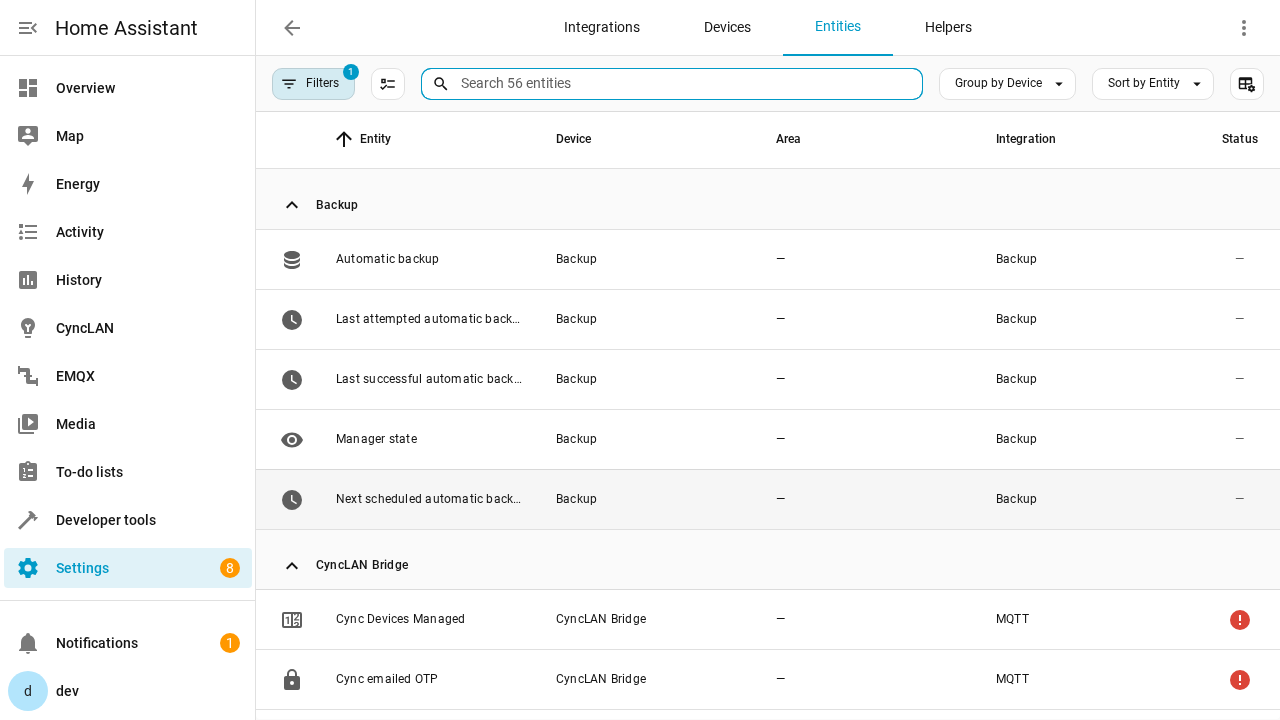 Home Assistant
Integrations Devices Entities Helpers
Filters 1 Search 56 entities Group by Device Sort by Entity
Entity Device Area Integration Status
Backup
Automatic backup Backup — Backup —
Last attempted automatic back... Backup — Backup —
Last successful automatic back... Backup — Backup —
Manager state Backup — Backup —
Next scheduled automatic back... Backup — Backup —
CyncLAN Bridge
Cync Devices Managed CyncLAN Bridge — MQTT
Cync emailed OTP CyncLAN Bridge — MQTT
Overview
Map
Energy
Activity
History
CyncLAN
EMQX
Media
To-do lists
Developer tools
Settings 8
Notifications 1
d dev